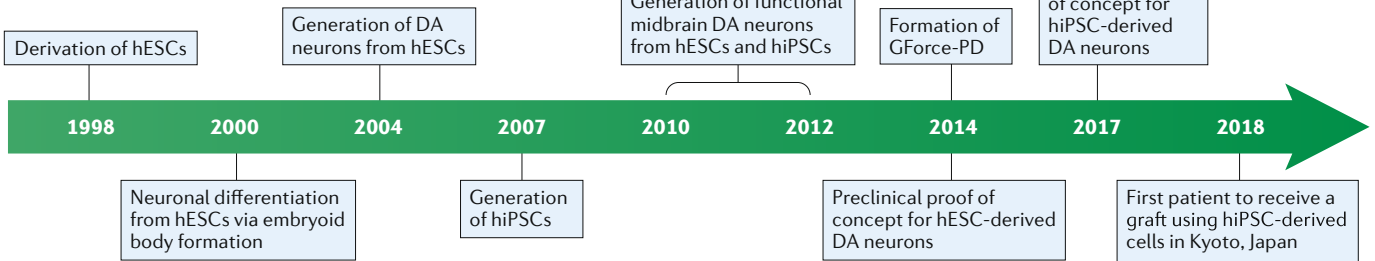 Derivation of hESCs
Generation of DA
neurons from hESCs
Generation of functional
midbrain DA neurons
from hESCs and hiPSCs
Formation of
GForce-PD
of concept for
hiPSC-derived
DA neurons
1998
2000
2004
2007
2010
2012
2014
2017
2018
Neuronal differentiation
from hESCs via embryoid
body formation
Generation
of hiPSCs
Preclinical proof of
concept for hESC-derived
DA neurons
First patient to receive a
graft using hiPSC-derived
cells in Kyoto, Japan